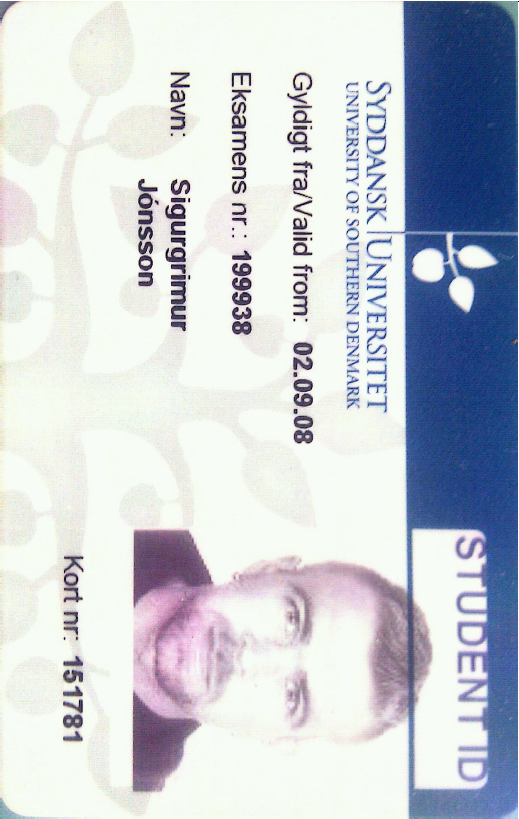 STUDENT ID
SYDDANSK UNIVERSITET
UNIVERSITY OF SOUTHERN DENMARK
Gyldigt fra/Valid from: 02.09.08
Eksamens nr.: 199938
Navn: Sigurgrimur
Jónsson
Kort nr: 151781